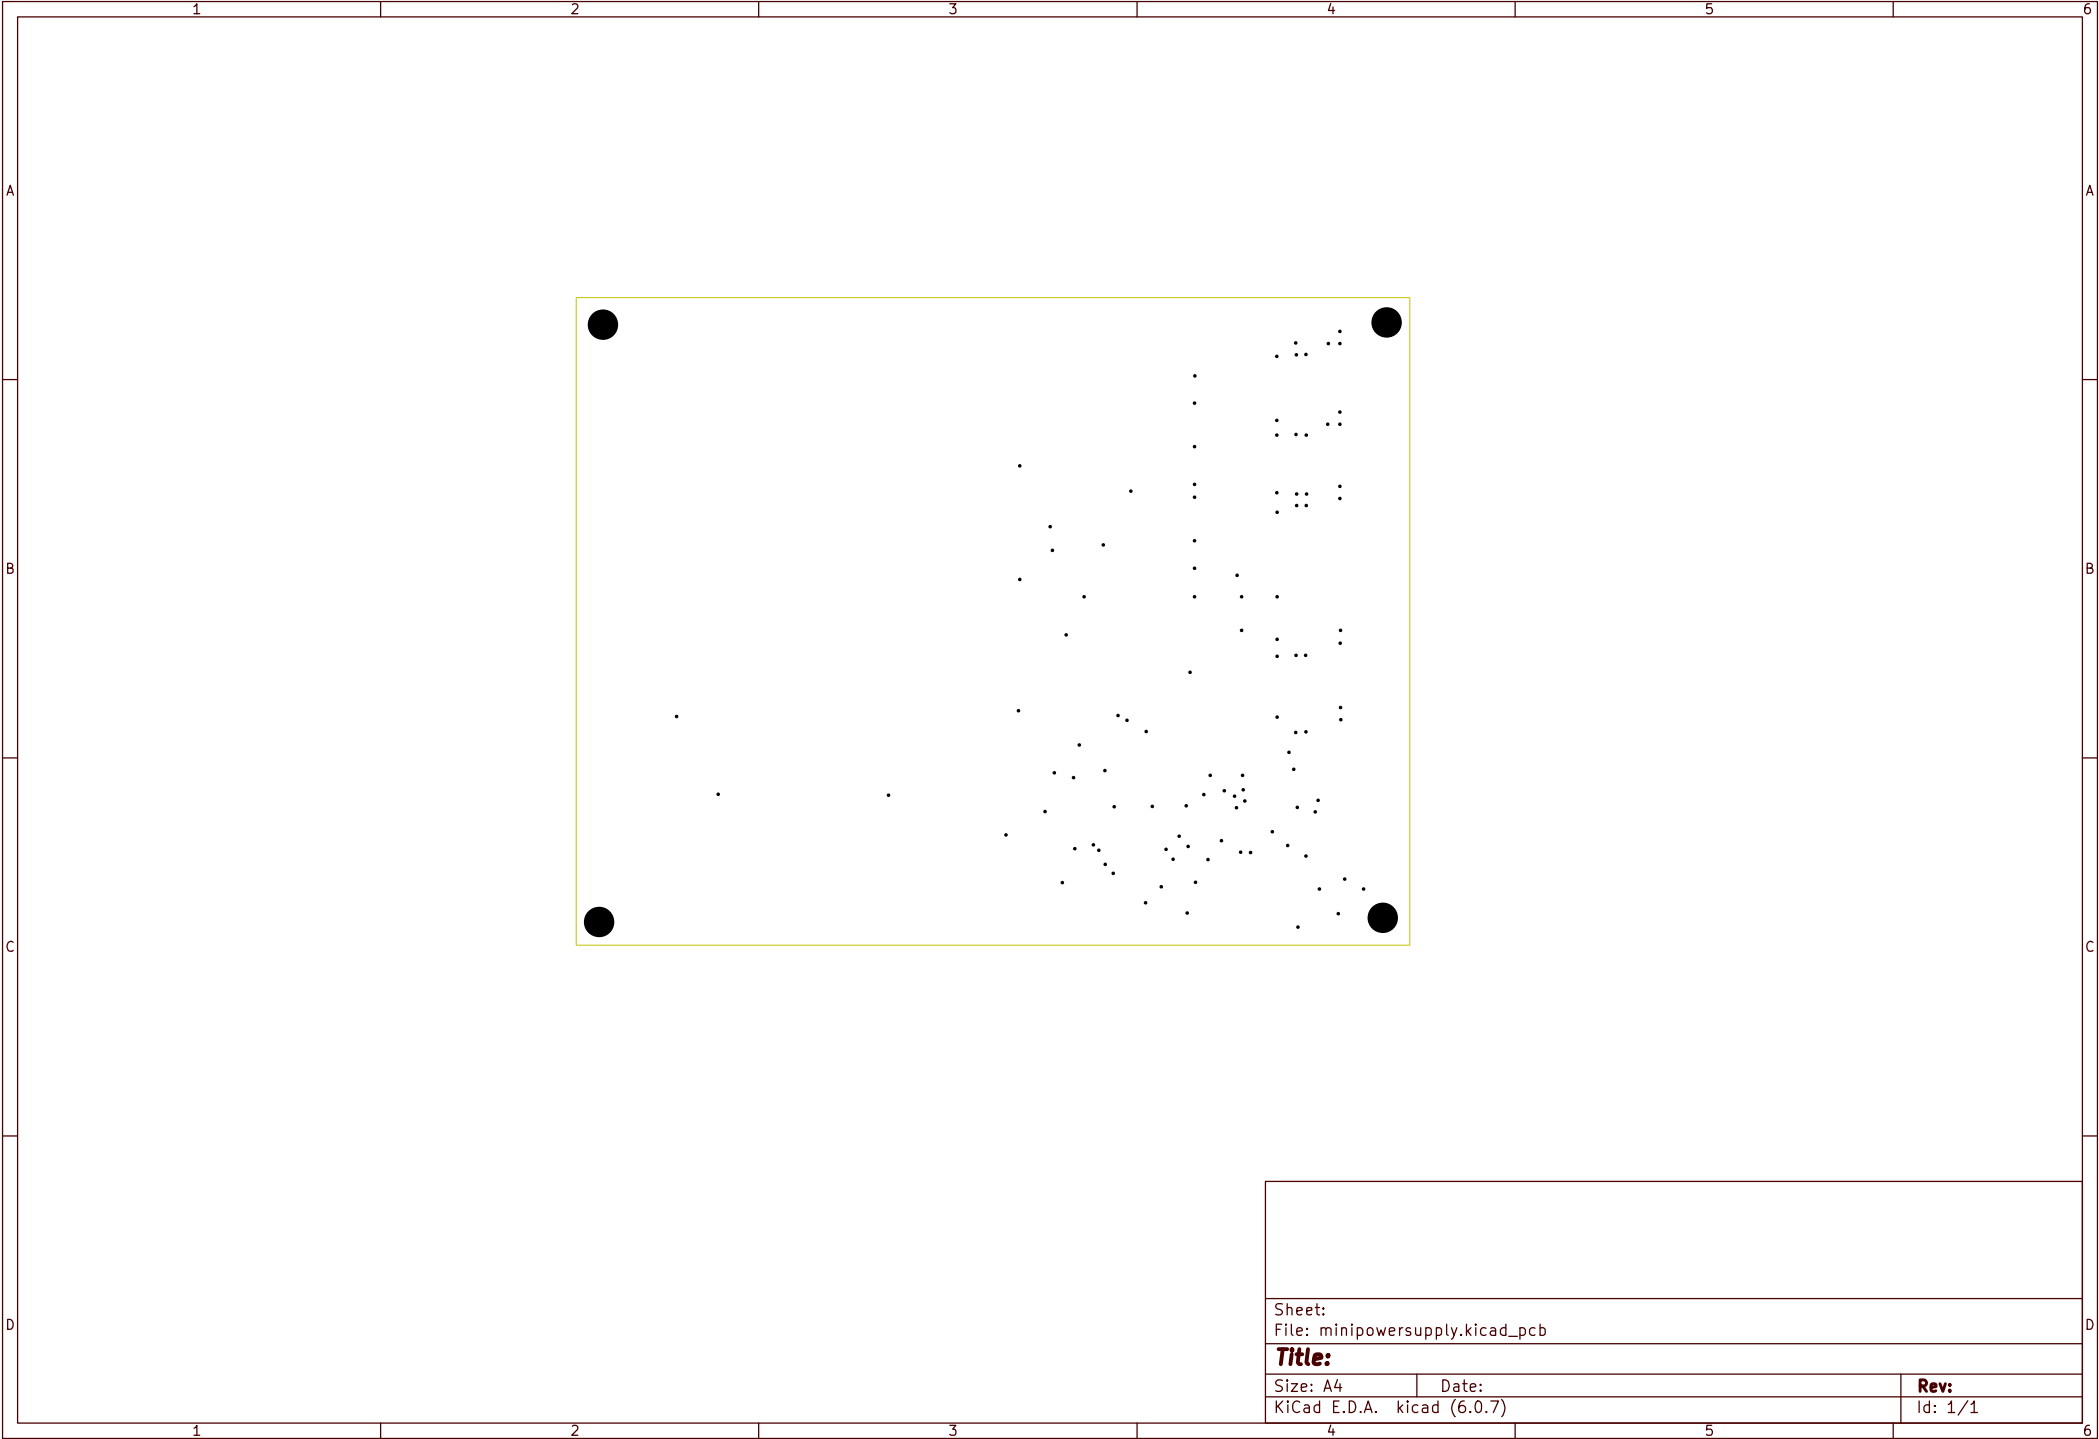 1 2 3 4 5 6
A A
B B
C C
D D
Sheet:
File: minipowersupply.kicad_pcb
Title:
Size: A4 Date: Rev:
KiCad E.D.A. kicad (6.0.7) Id: 1/1
1 2 3 4 5 6